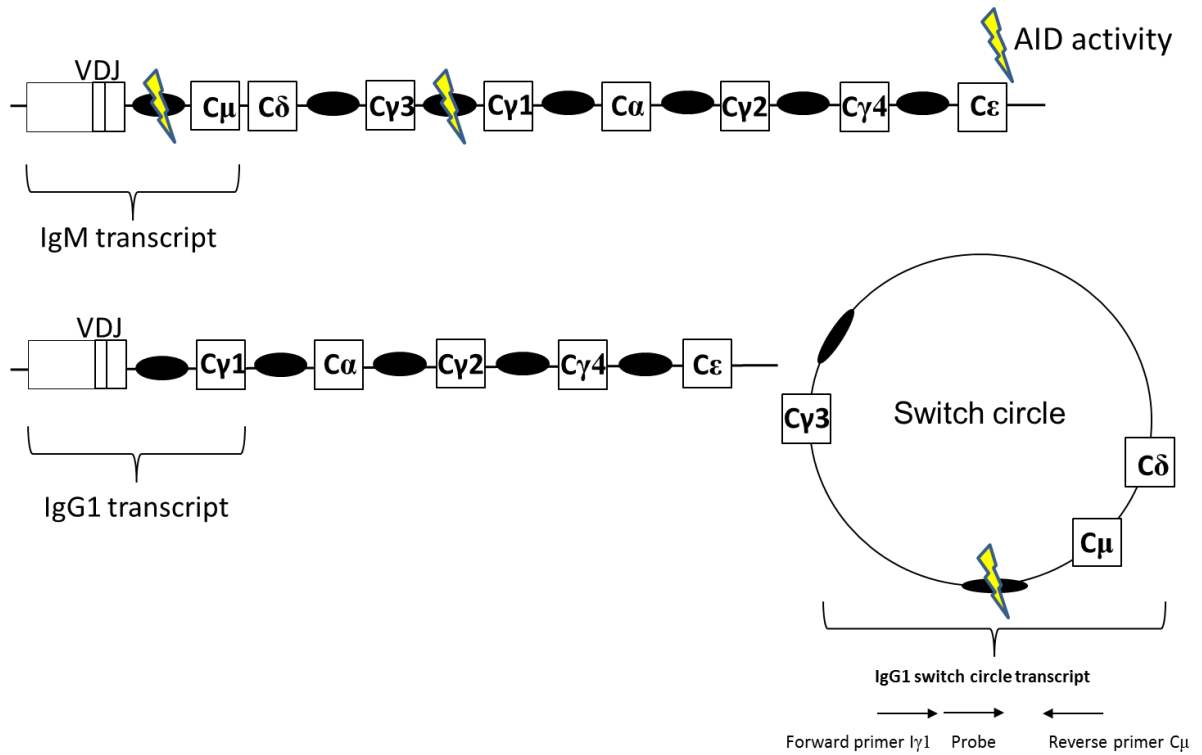 AID activity
VDJ
Cμ Cδ Cγ3 Cγ1 Cα Cγ2 Cγ4 Cε
IgM transcript
VDJ
Cγ1 Cα Cγ2 Cγ4 Cε
IgG1 transcript
Cγ3
Switch circle
Cδ
Cμ
IgG1 switch circle transcript
Forward primer Iγ1 Probe Reverse primer Cμ